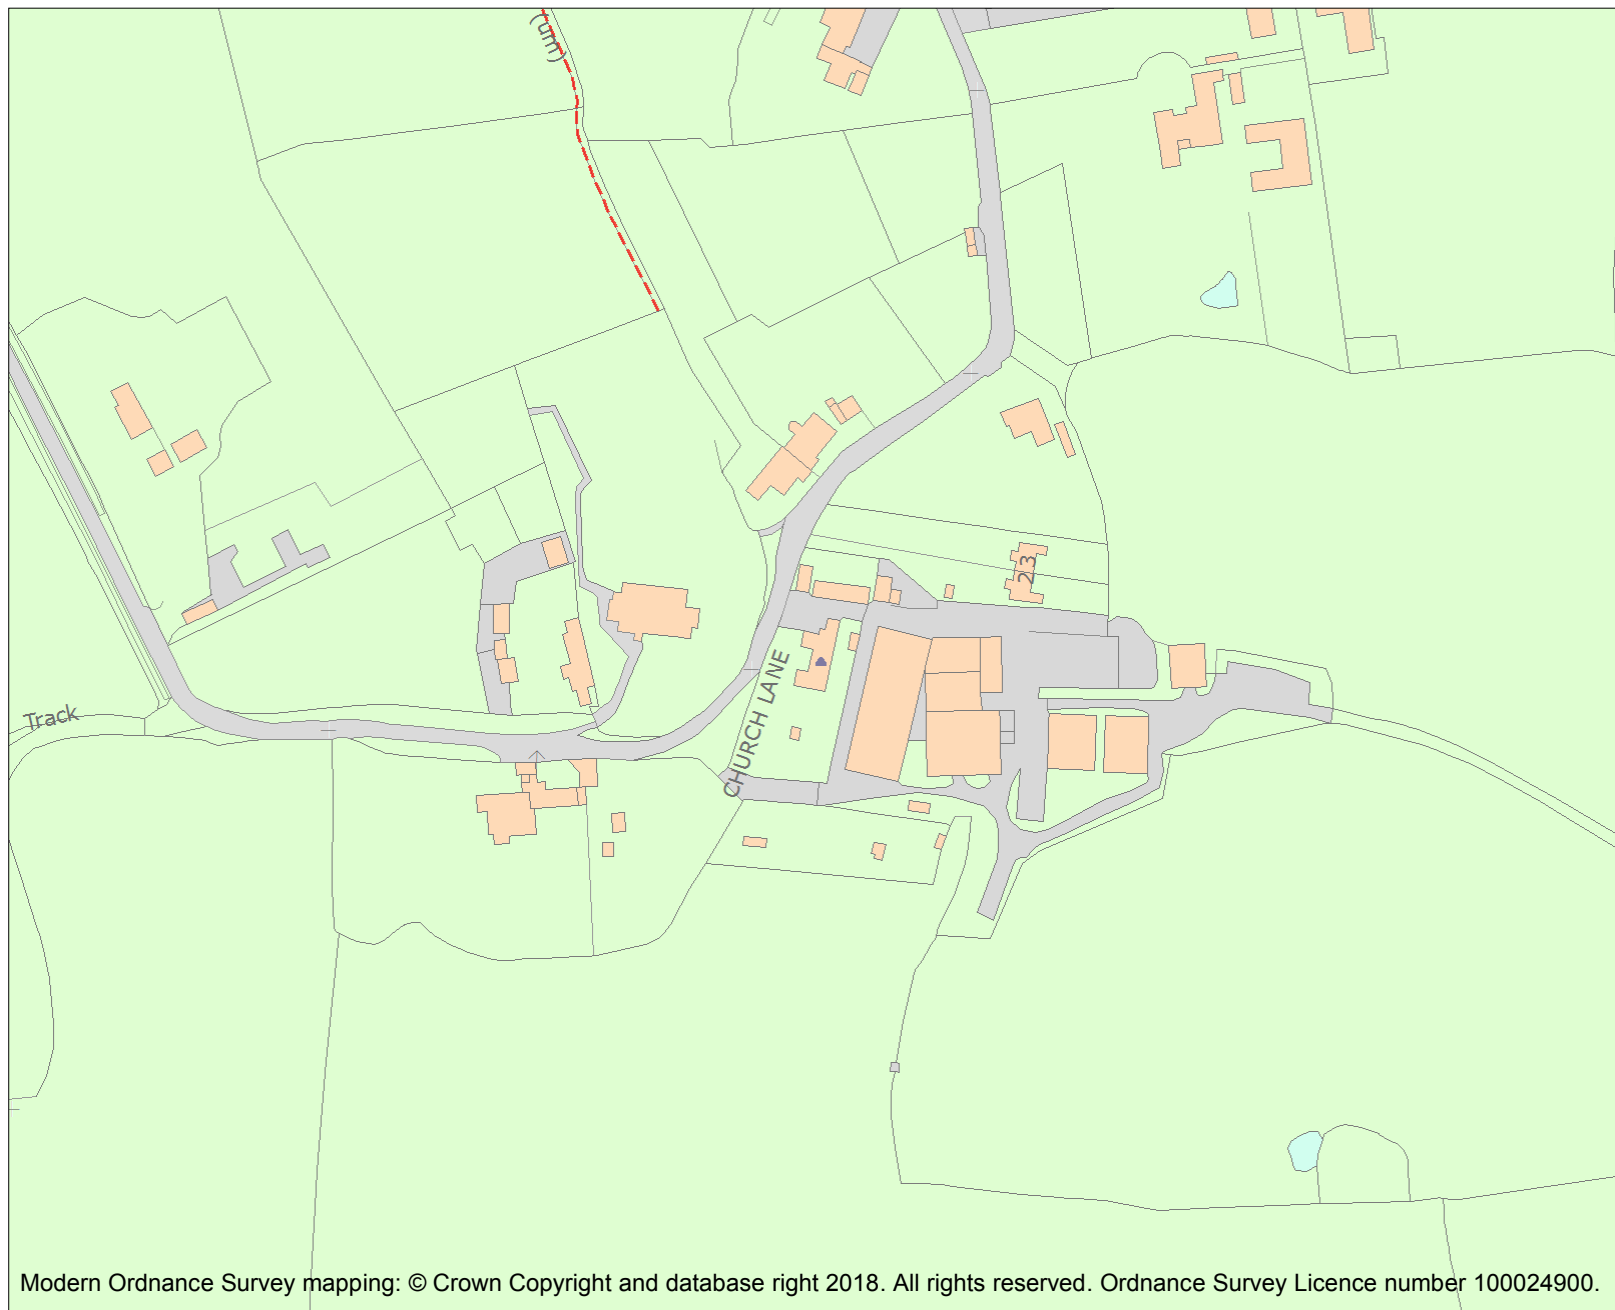 (um)
23
CHURCH LANE
Track
Modern Ordnance Survey mapping: © Crown Copyright and database right 2018. All rights reserved. Ordnance Survey Licence number 100024900.